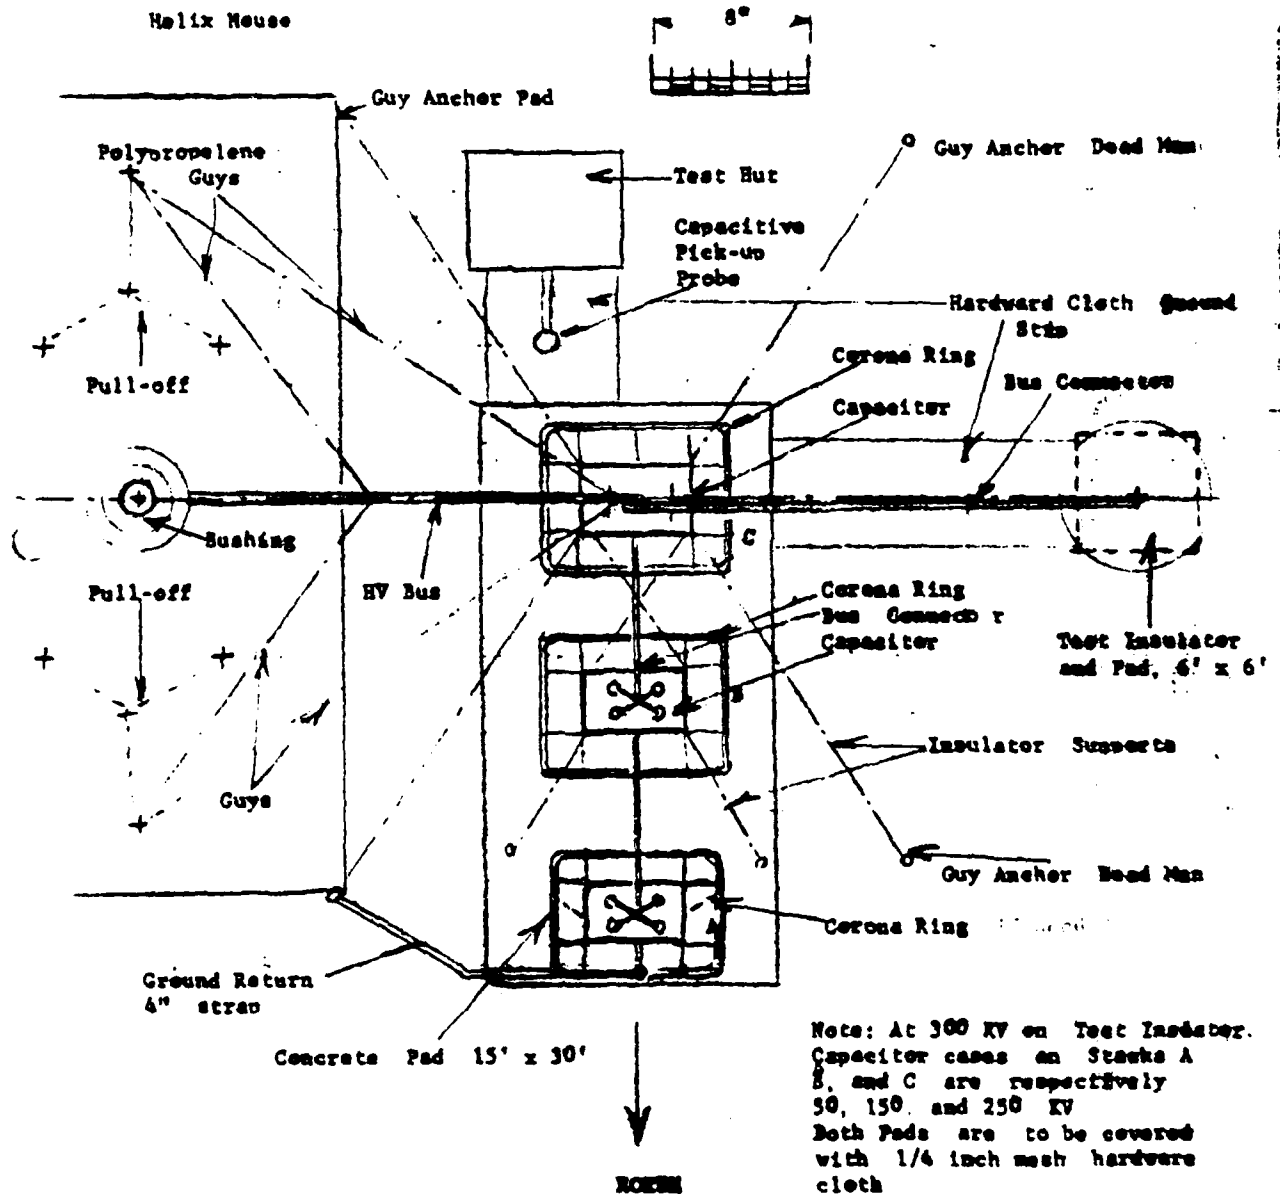 Helix House
8"
Guy Ancher Pad
Polypropelene
Guys
Test Hut
Guy Ancher Dead Man
Capacitive
Pick-up
Probe
Hardward Cloth Ground
Corona Ring
Bus Connector
Pull-off
Capacitor
Bushing
C
Pull-off
HV Bus
Corona Ring
Bus Connector
Capacitor
Test Insulator
and Pad, 6' x 6'
B
Insulator Supports
Guys
Guy Ancher Dead Man
A
Corona Ring
Ground Return
4" strap
Concrete Pad 15' x 30'
Note: At 300 KV on Test Insulator.
Capacitor cases on Stacks A
B, and C are respectively
50, 150. and 250 KV
Both Pads are to be covered
with 1/4 inch mesh hardware
cloth